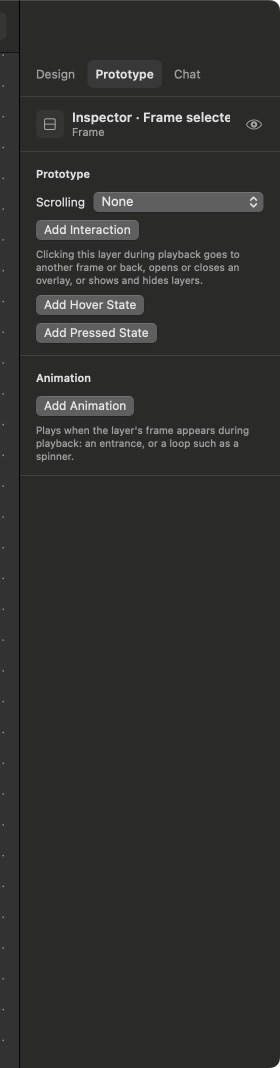 Design Prototype Chat
Inspector · Frame selecte
Frame
Prototype
Scrolling None
Add Interaction
Clicking this layer during playback goes to
another frame or back, opens or closes an
overlay, or shows and hides layers.
Add Hover State
Add Pressed State
Animation
Add Animation
Plays when the layer's frame appears during
playback: an entrance, or a loop such as a
spinner.